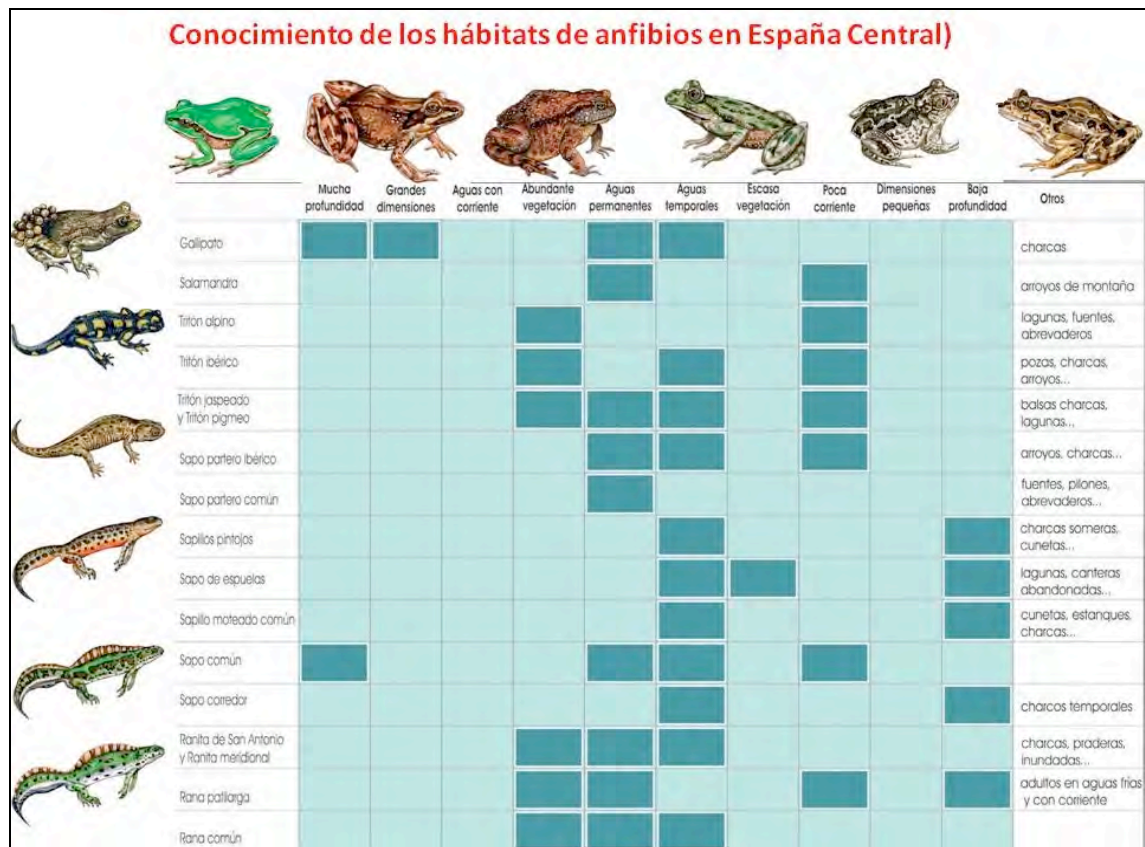 Conocimiento de los hábitats de anfibios en España Central)
Mucha profundidad
Grandes dimensiones
Aguas con corriente
Abundante vegetación
Aguas permanentes
Aguas temporales
Escasa vegetación
Poca corriente
Dimensiones pequeñas
Baja profundidad
Otros
Gallipato
charcas
Salamandra
arroyos de montaña
Tritón alpino
lagunas, fuentes,
abrevaderos
Tritón ibérico
pozas, charcas,
arroyos...
Tritón jaspeado
y Tritón pigmeo
balsas charcas,
lagunas...
Sapo partero ibérico
arroyos, charcas...
Sapo partero común
fuentes, pilones,
abrevaderos...
Sapillos pintojos
charcas someras,
cunetas...
Sapo de espuelas
lagunas, canteras
abandonadas...
Sapillo moteado común
cunetas, estanques,
charcas...
Sapo común
Sapo corredor
charcos temporales
Ranita de San Antonio
y Ranita meridional
charcas, praderas,
inundadas...
Rana patilarga
adultos en aguas frías
y con corriente
Rana común